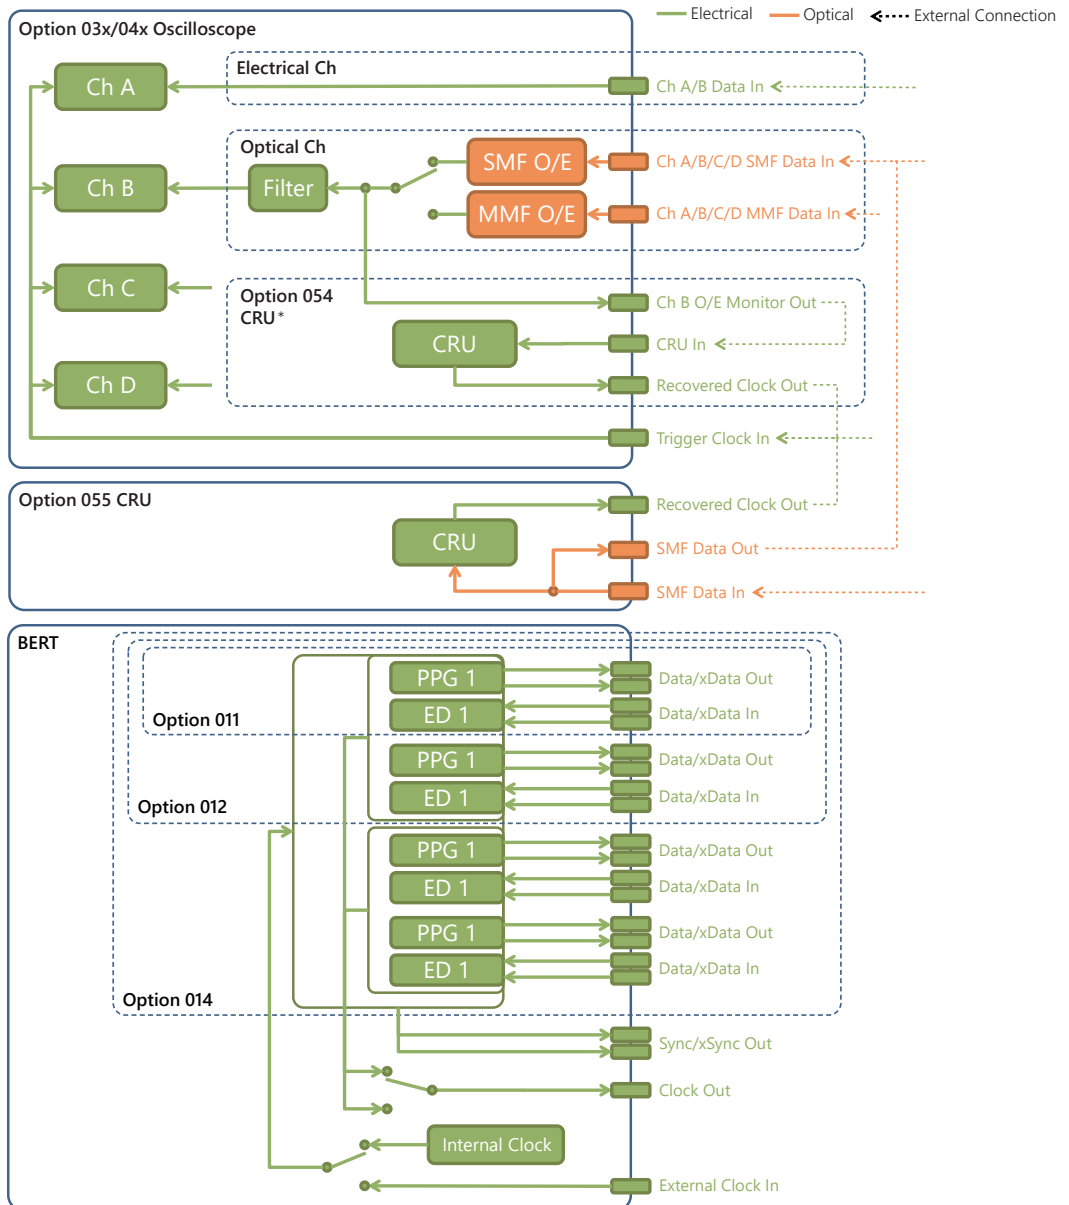 Electrical
Optical
External Connection
Option 03x/04x Oscilloscope
Electrical Ch
Ch A
Ch A/B Data In
Optical Ch
SMF O/E
Ch A/B/C/D SMF Data In
Ch B
Filter
MMF O/E
Ch A/B/C/D MMF Data In
Ch C
Option 054
CRU*
Ch B O/E Monitor Out
CRU
CRU In
Ch D
Recovered Clock Out
Trigger Clock In
Option 055 CRU
Recovered Clock Out
CRU
SMF Data Out
SMF Data In
BERT
PPG 1
Data/xData Out
ED 1
Data/xData In
Option 011
PPG 1
Data/xData Out
ED 1
Data/xData In
Option 012
PPG 1
Data/xData Out
ED 1
Data/xData In
PPG 1
Data/xData Out
ED 1
Data/xData In
Option 014
Sync/xSync Out
Clock Out
Internal Clock
External Clock In